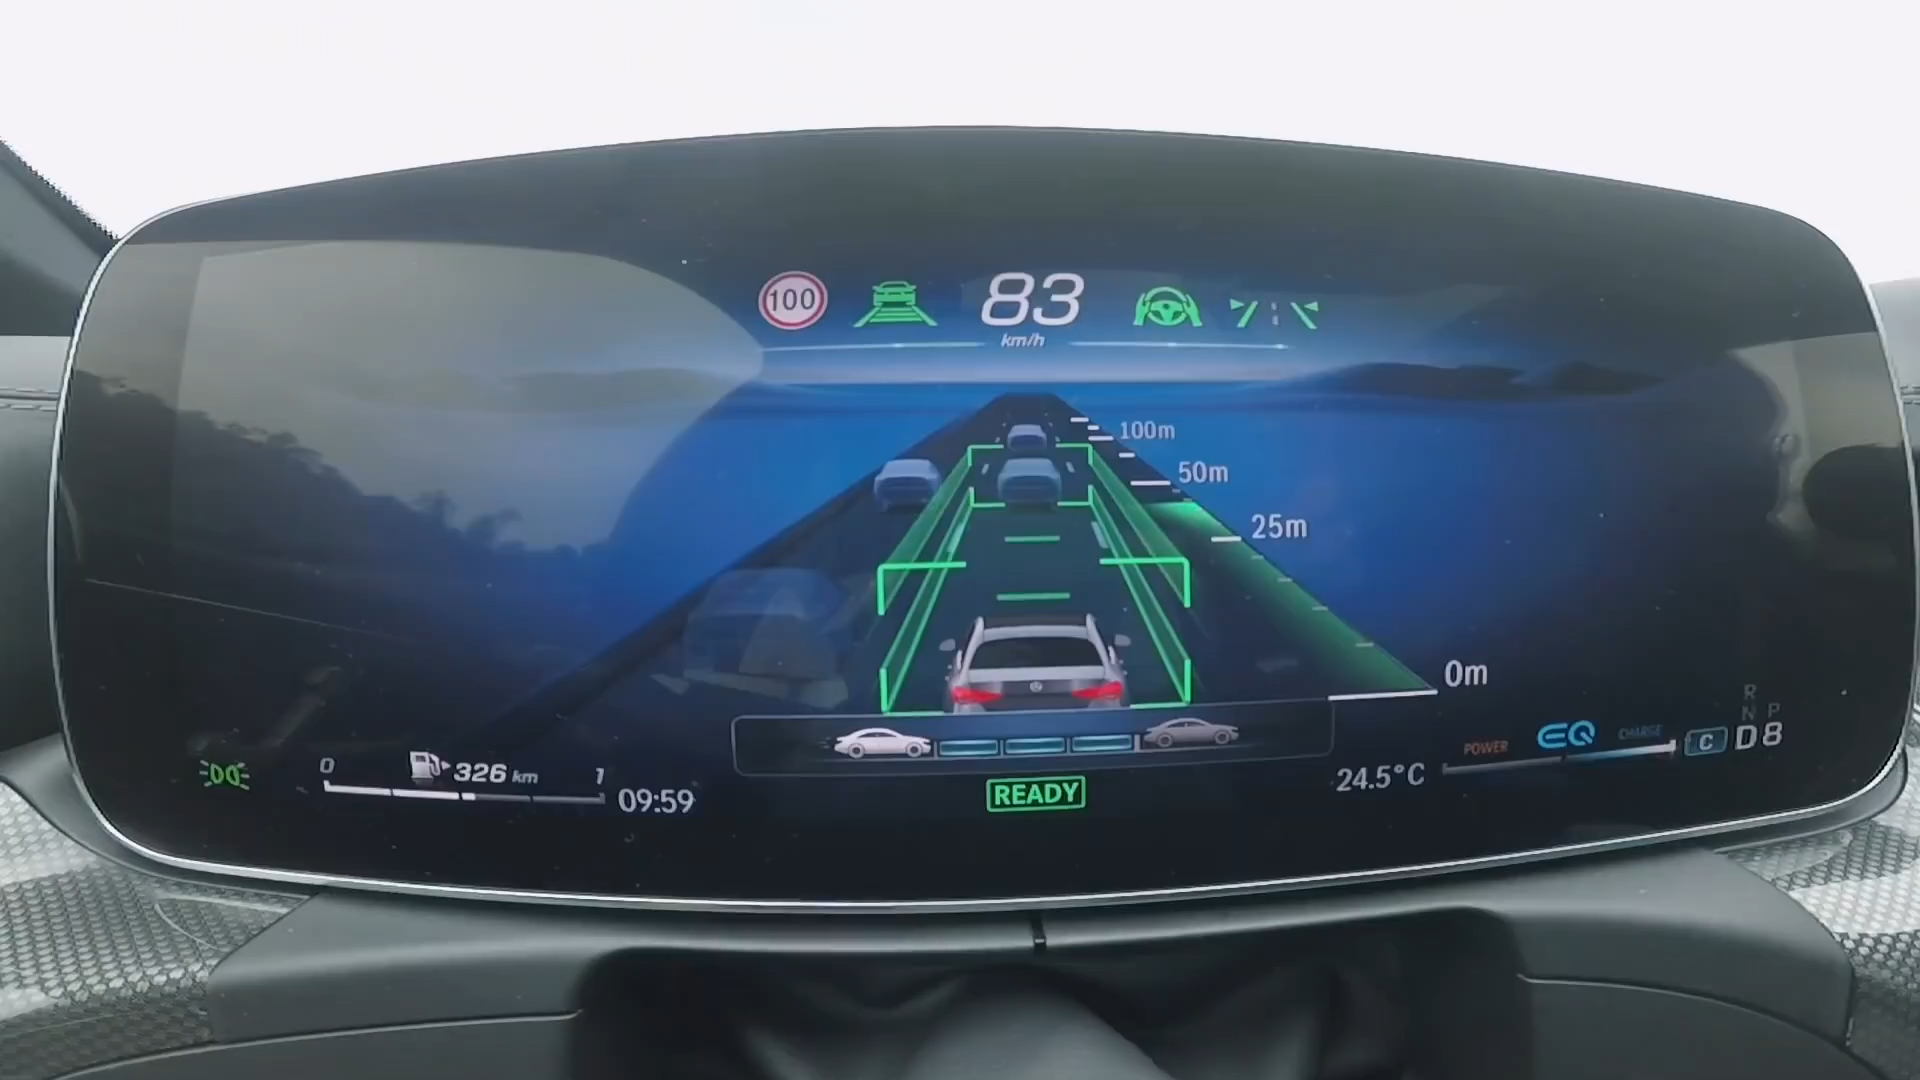 100
83
km/h
100m
50m
25m
0m
0
326 km
1
09:59
READY
24.5°C
POWER
EQ
CHARGE
C
R
N
P
D8